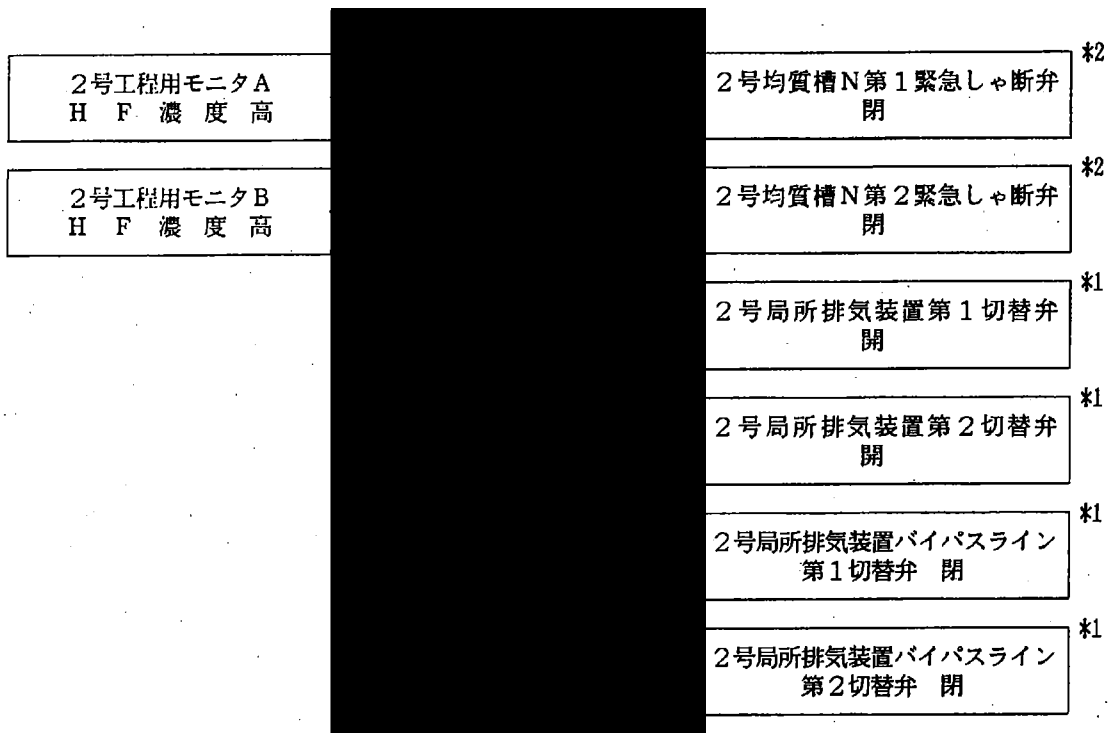 2号工程用モニタA
H F 濃 度 高
2号工程用モニタB
H F 濃 度 高
*2
2号均質槽N第1緊急しゃ断弁
閉
*2
2号均質槽N第2緊急しゃ断弁
閉
*1
2号局所排気装置第1切替弁
開
*1
2号局所排気装置第2切替弁
開
*1
2号局所排気装置バイパスライン
第1切替弁 閉
*1
2号局所排気装置バイパスライン
第2切替弁 閉